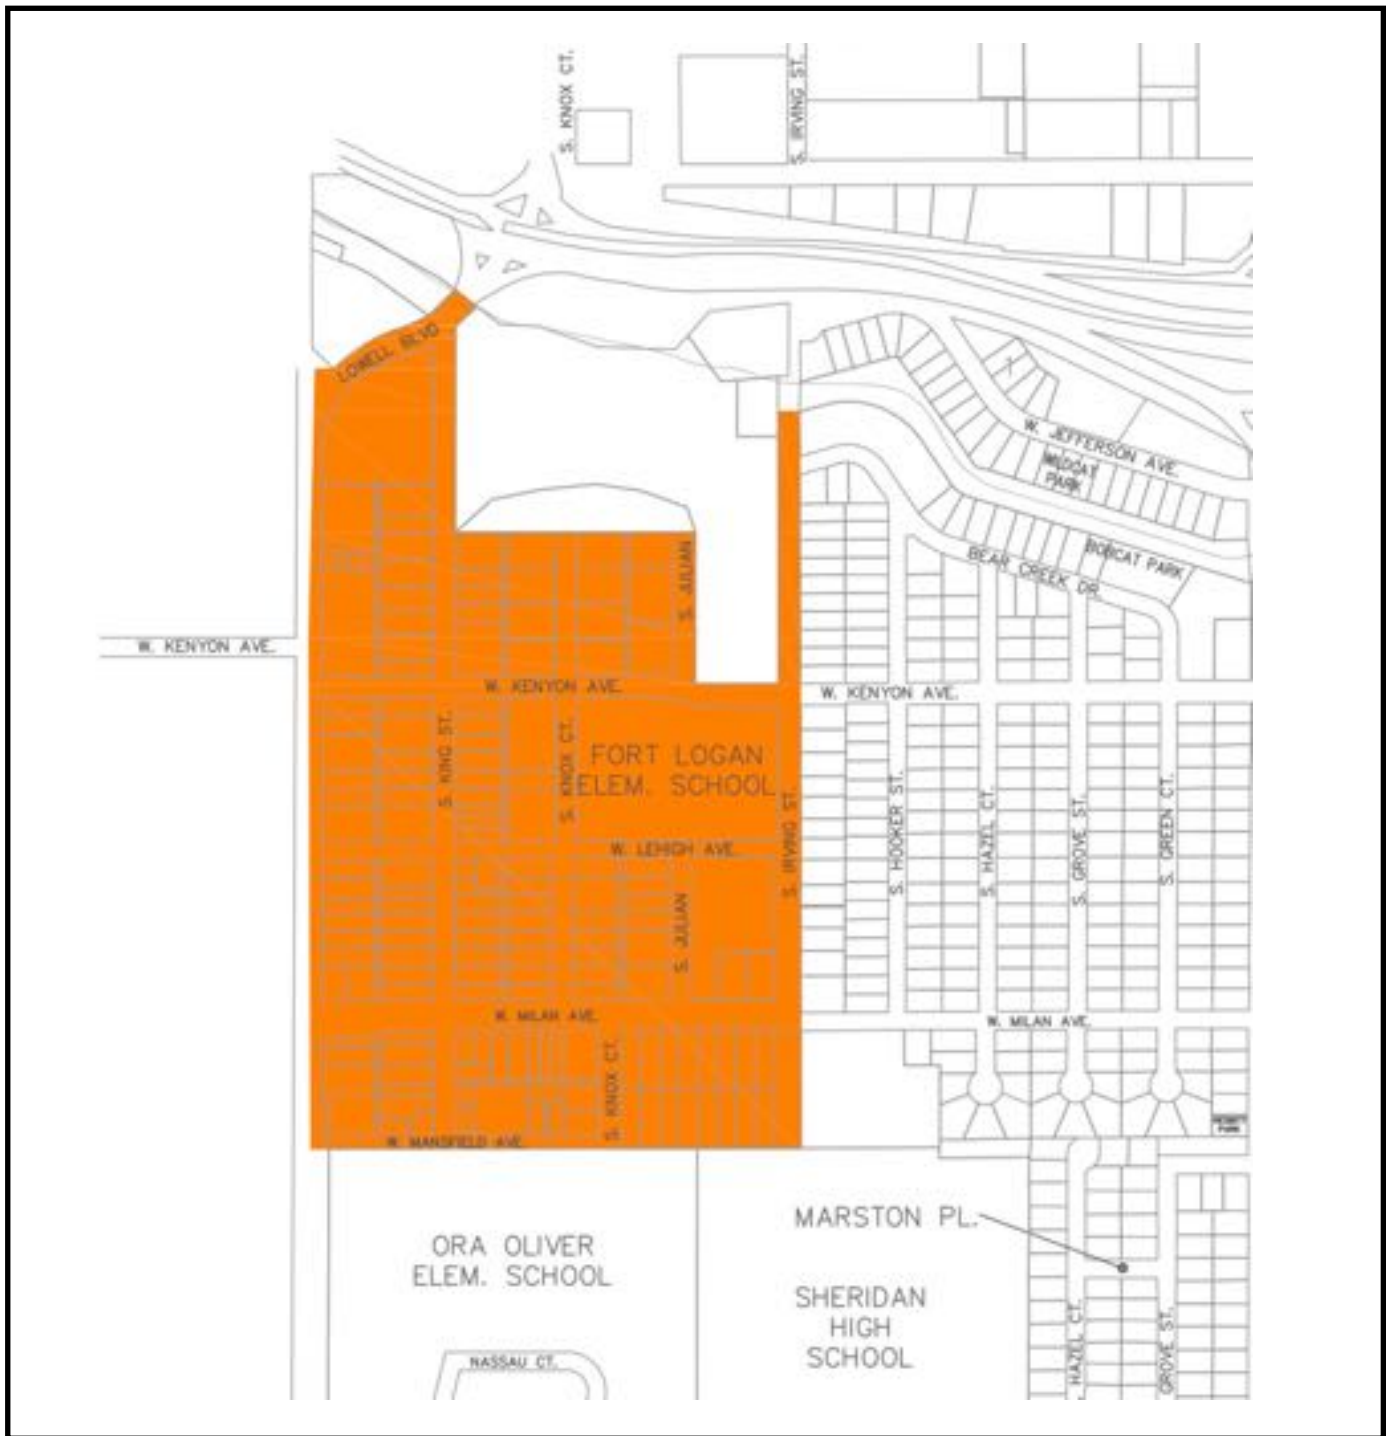 S. KNOX CT.
S. IRVING ST.
LOWELL BLVD
W. JEFFERSON AVE.
WILDCAT
PARK
BOBCAT PARK
BEAR CREEK DR.
S. JULIAN
W. KENYON AVE.
W. KENYON AVE.
W. KENYON AVE.
S. KING ST.
S. KNOX CT.
FORT LOGAN
ELEM. SCHOOL
S. IRVING ST.
S. HOOKER ST.
S. HAZEL CT.
S. GROVE ST.
S. GREEN CT.
W. LEHIGH AVE.
S. JULIAN
W. MILAN AVE.
W. MILAN AVE.
S. KNOX CT.
PARK
W. MANSFIELD AVE.
MARSTON PL.
ORA OLIVER
ELEM. SCHOOL
SHERIDAN
HIGH
SCHOOL
HAZEL CT.
GROVE ST.
NASSAU CT.